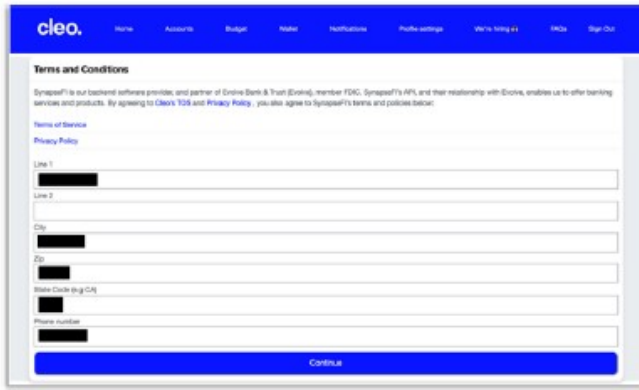 cleo.
Home Accounts Budget Wallet Notifications Profile settings We're hiring FAQs Sign Out
Terms and Conditions
SynapseFi is our backend software provider, and partner of Evolve Bank & Trust (Evolve), member FDIC. SynapseFi's API, and their relationship with Evolve, enables us to offer banking
services and products. By agreeing to Cleo's TOS and Privacy Policy, you also agree to SynapseFi's terms and policies below:
Terms of Service
Privacy Policy
Line 1
Line 2
City
Zip
State Code (e.g CA)
Phone number
Continue